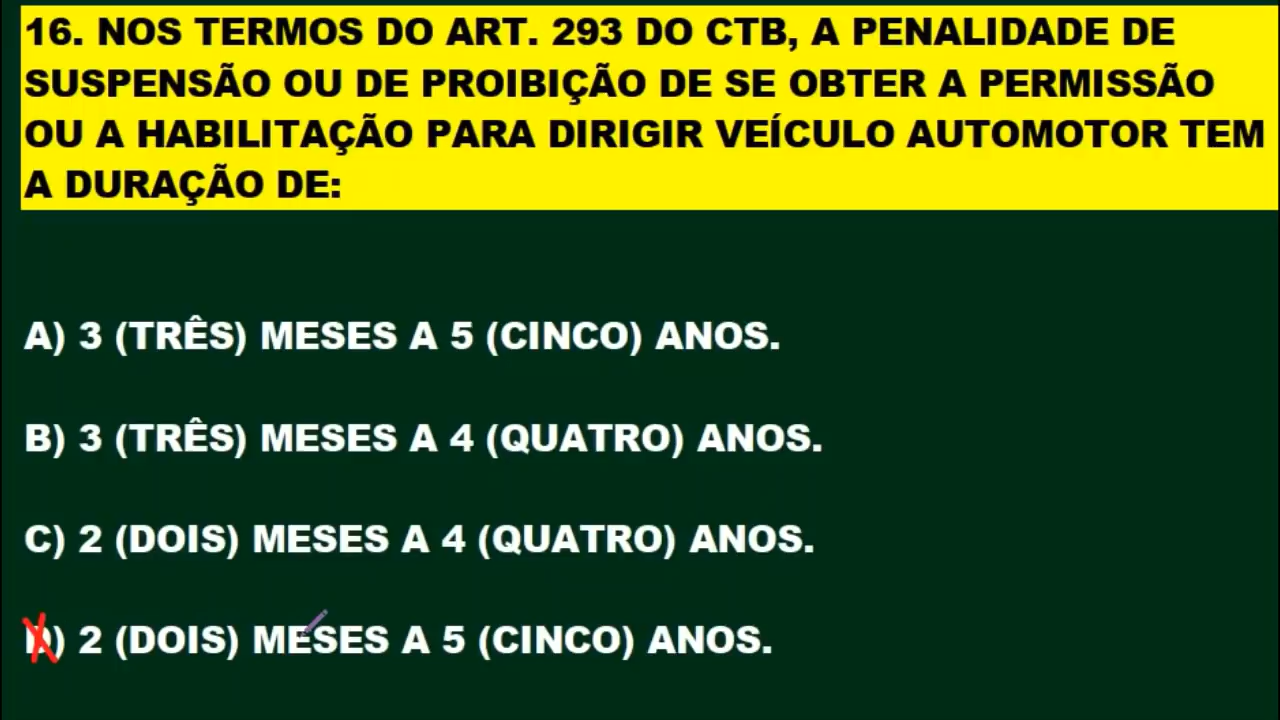 16. NOS TERMOS DO ART. 293 DO CTB, A PENALIDADE DE
SUSPENSÃO OU DE PROIBIÇÃO DE SE OBTER A PERMISSÃO
OU A HABILITAÇÃO PARA DIRIGIR VEÍCULO AUTOMOTOR TEM
A DURAÇÃO DE:
A) 3 (TRÊS) MESES A 5 (CINCO) ANOS.
B) 3 (TRÊS) MESES A 4 (QUATRO) ANOS.
C) 2 (DOIS) MESES A 4 (QUATRO) ANOS.
D) 2 (DOIS) MESES A 5 (CINCO) ANOS.